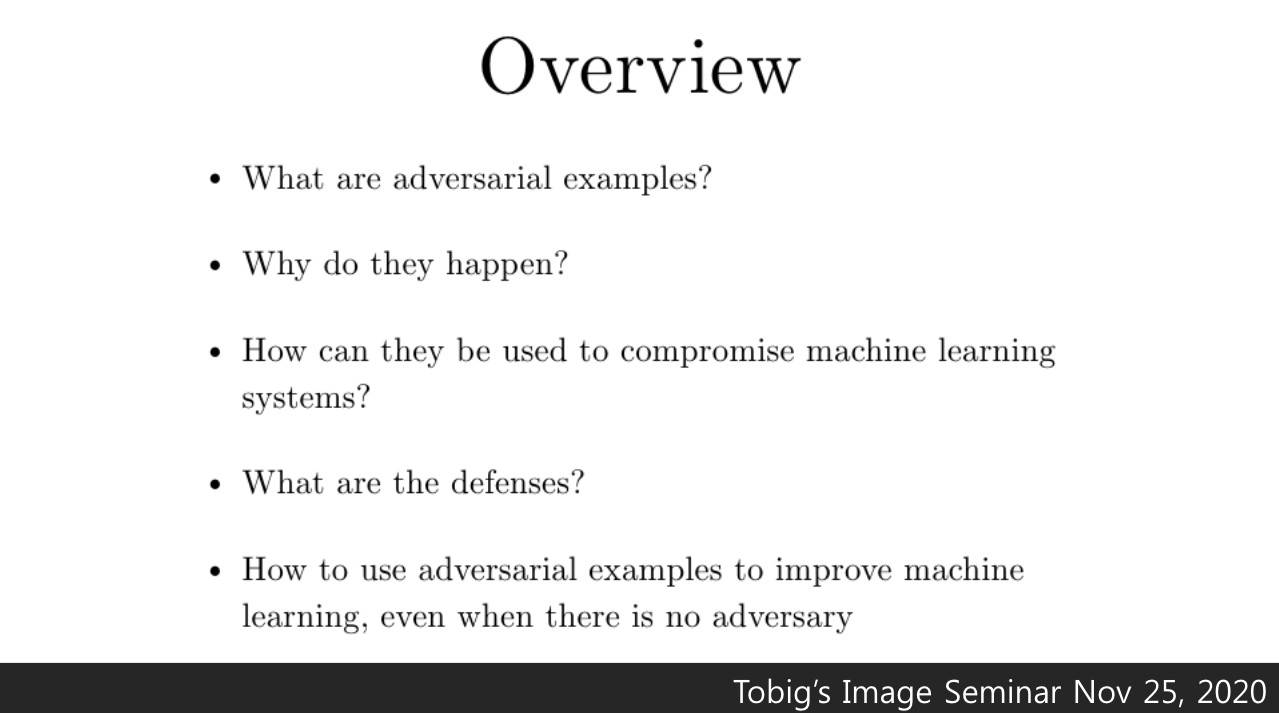 Overview
• What are adversarial examples?
• Why do they happen?
• How can they be used to compromise machine learning
systems?
• What are the defenses?
• How to use adversarial examples to improve machine
learning, even when there is no adversary
Tobig’s Image Seminar Nov 25, 2020